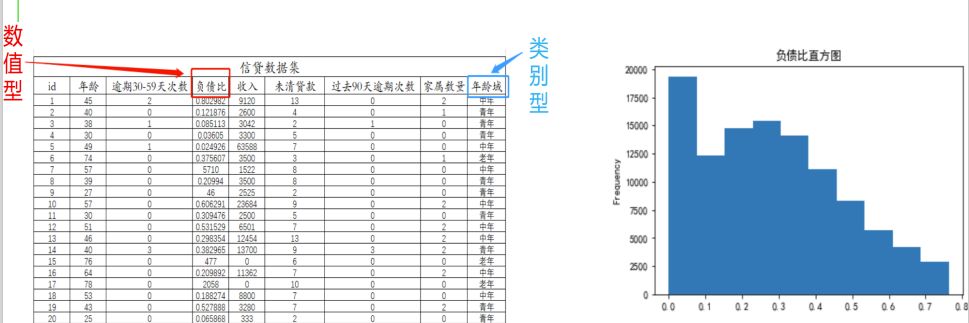 数值型
类别型
信贷数据集
id 年龄 逾期30-59天次数 负债比 收入 未清贷款 过去90天逾期次数 家属数量 年龄域
1 45 2 0.802982 9120 13 0 2 中年
2 40 0 0.121876 2600 4 0 1 青年
3 38 1 0.085113 3042 2 1 0 青年
4 30 0 0.03605 3300 5 0 0 青年
5 49 1 0.024926 63588 7 0 0 中年
6 74 0 0.375607 3500 3 0 1 老年
7 57 0 5710 1522 8 0 0 中年
8 39 0 0.20994 3500 8 0 0 青年
9 27 0 46 2525 2 0 0 青年
10 57 0 0.606291 23684 9 0 2 中年
11 30 0 0.309476 2500 5 0 0 青年
12 51 0 0.531529 6501 7 0 2 中年
13 46 0 0.298354 12454 13 0 2 中年
14 40 3 0.382965 13700 9 3 2 青年
15 76 0 477 0 6 0 0 老年
16 64 0 0.209892 11362 7 0 2 中年
17 78 0 2058 0 10 0 0 老年
18 53 0 0.188274 8800 7 0 0 中年
19 43 0 0.527888 3280 7 0 2 青年
20 25 0 0.065868 333 2 0 0 青年
负债比直方图
Frequency
20000
17500
15000
12500
10000
7500
5000
2500
0
0.0 0.1 0.2 0.3 0.4 0.5 0.6 0.7 0.8